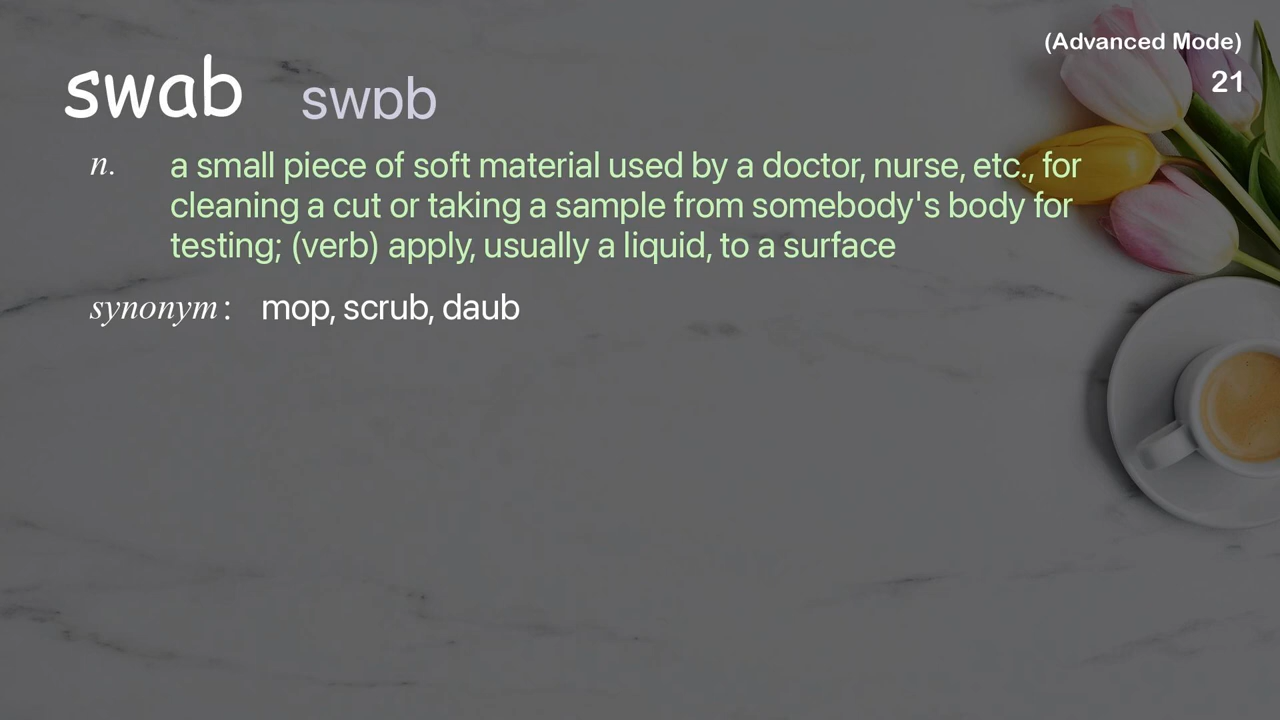 (Advanced Mode)
swab swɒb
21
n. a small piece of soft material used by a doctor, nurse, etc., for
cleaning a cut or taking a sample from somebody's body for
testing; (verb) apply, usually a liquid, to a surface
synonym : mop, scrub, daub